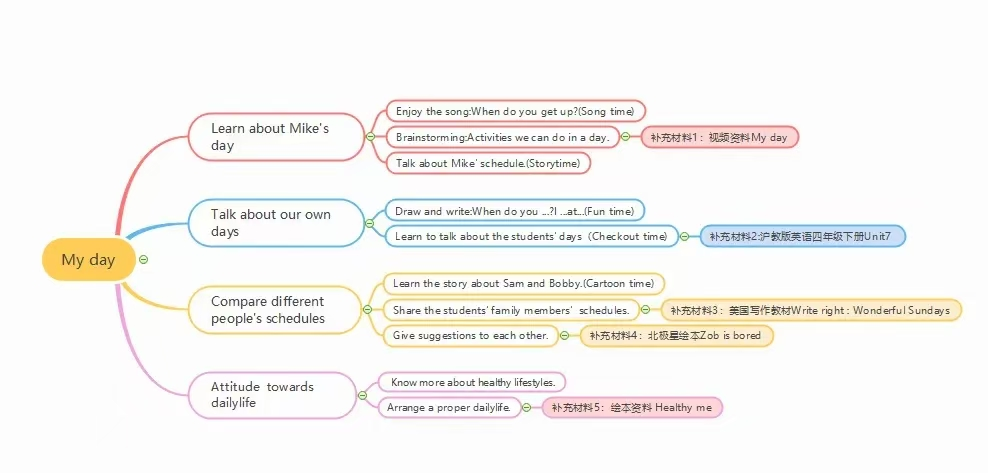 My day
Learn about Mike's
day
Enjoy the song:When do you get up?(Song time)
Brainstorming:Activities we can do in a day.
补充材料1：视频资料My day
Talk about Mike' schedule.(Storytime)
Talk about our own
days
Draw and write:When do you ...?I ...at...(Fun time)
Learn to talk about the students' days（Checkout time)
补充材料2:沪教版英语四年级下册Unit7
Compare different
people's schedules
Learn the story about Sam and Bobby.(Cartoon time)
Share the students' family members' schedules.
补充材料3：美国写作教材Write right : Wonderful Sundays
Give suggestions to each other.
补充材料4：北极星绘本Zob is bored
Attitude towards
dailylife
Know more about healthy lifestyles.
Arrange a proper dailylife.
补充材料5：绘本资料 Healthy me